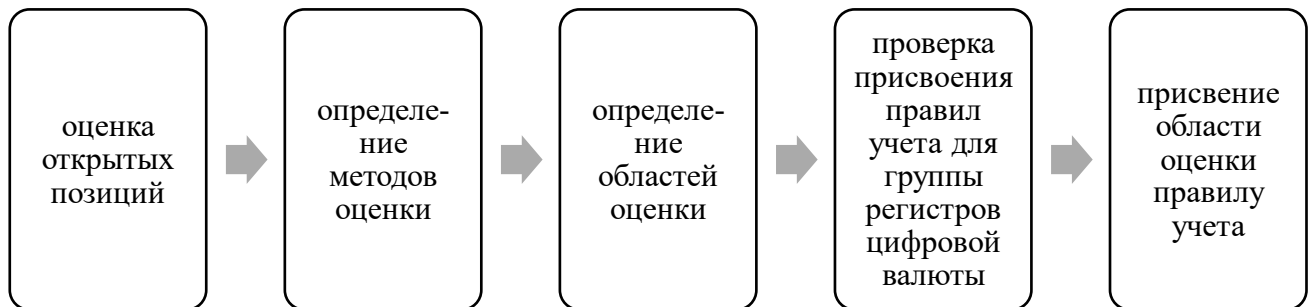 оценка
открытых
позиций
определе-
ние
методов
оценки
определе-
ние
областей
оценки
проверка
присвоения
правил
учета для
группы
регистров
цифровой
валюты
присвение
области
оценки
правилу
учета